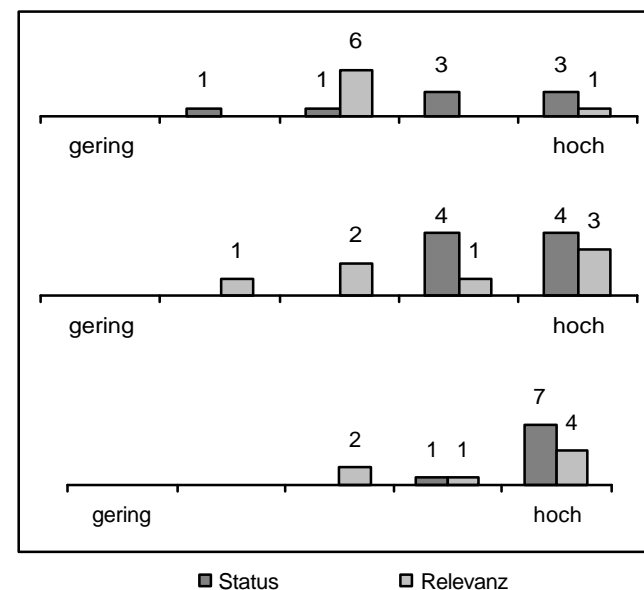 6
1 1 3 3 1
gering hoch
1 2 4 1 4 3
gering hoch
2 1 1 7 4
gering hoch
Status Relevanz